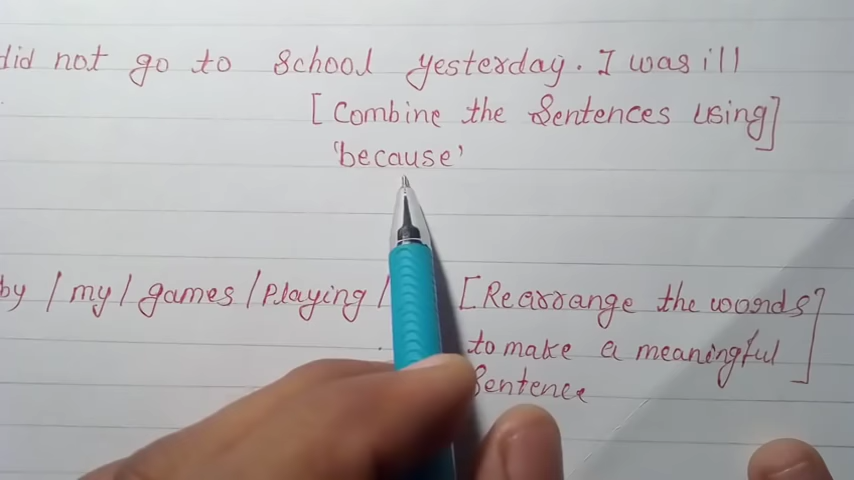 did not go to School yesterday. I was ill
[Combine the Sentences using]
'because'
by / my / games / Playing / [Rearrange the words
to make a meaningful]
Sentence